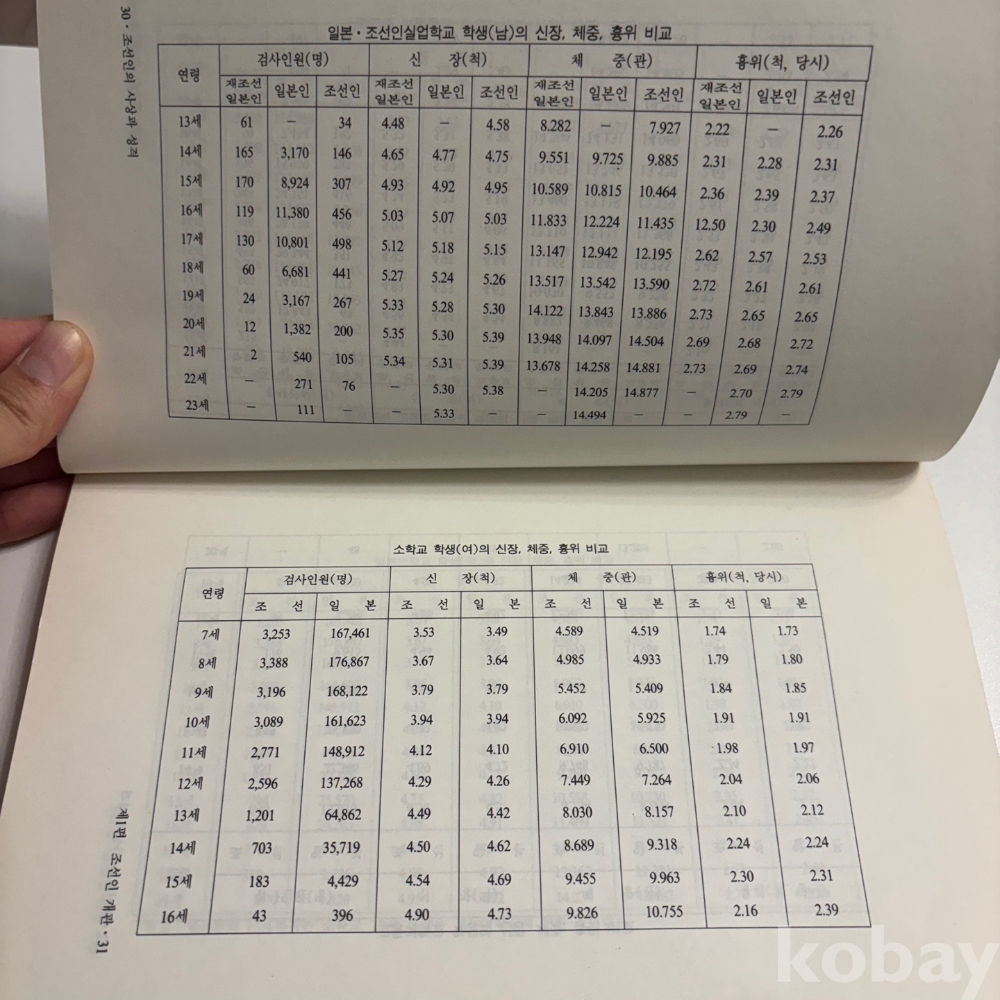 30 · 조선인의 사상과 성격
일본 · 조선인실업학교 학생(남)의 신장, 체중, 흉위 비교
연령 검사인원(명) 신 장(척) 체 중(관) 흉위(척, 당시)
재조선 일본인 일본인 조선인 재조선 일본인 일본인 조선인 재조선 일본인 일본인 조선인 재조선 일본인 일본인 조선인
13세 61 — 34 4.48 — 4.58 8.282 — 7.927 2.22 — 2.26
14세 165 3,170 146 4.65 4.77 4.75 9.551 9.725 9.885 2.31 2.28 2.31
15세 170 8,924 307 4.93 4.92 4.95 10.589 10.815 10.464 2.36 2.39 2.37
16세 119 11,380 456 5.03 5.07 5.03 11.833 12.224 11.435 12.50 2.30 2.49
17세 130 10,801 498 5.12 5.18 5.15 13.147 12.942 12.195 2.62 2.57 2.53
18세 60 6,681 441 5.27 5.24 5.26 13.517 13.542 13.590 2.72 2.61 2.61
19세 24 3,167 267 5.33 5.28 5.30 14.122 13.843 13.886 2.73 2.65 2.65
20세 12 1,382 200 5.35 5.30 5.39 13.948 14.097 14.504 2.69 2.68 2.72
21세 2 540 105 5.34 5.31 5.39 13.678 14.258 14.881 2.73 2.69 2.74
22세 — 271 76 — 5.30 5.38 — 14.205 14.877 — 2.70 2.79
23세 — 111 — — 5.33 — — 14.494 — — 2.79 —
소학교 학생(여)의 신장, 체중, 흉위 비교
연령 검사인원(명) 신 장(척) 체 중(관) 흉위(척, 당시)
조 선 일 본 조 선 일 본 조 선 일 본 조 선 일 본
7세 3,253 167,461 3.53 3.49 4.589 4.519 1.74 1.73
8세 3,388 176,867 3.67 3.64 4.985 4.933 1.79 1.80
9세 3,196 168,122 3.79 3.79 5.452 5.409 1.84 1.85
10세 3,089 161,623 3.94 3.94 6.092 5.925 1.91 1.91
11세 2,771 148,912 4.12 4.10 6.910 6.500 1.98 1.97
12세 2,596 137,268 4.29 4.26 7.449 7.264 2.04 2.06
13세 1,201 64,862 4.49 4.42 8.030 8.157 2.10 2.12
14세 703 35,719 4.50 4.62 8.689 9.318 2.24 2.24
15세 183 4,429 4.54 4.69 9.455 9.963 2.30 2.31
16세 43 396 4.90 4.73 9.826 10.755 2.16 2.39
제1편 조선인 개관 · 31
kobay